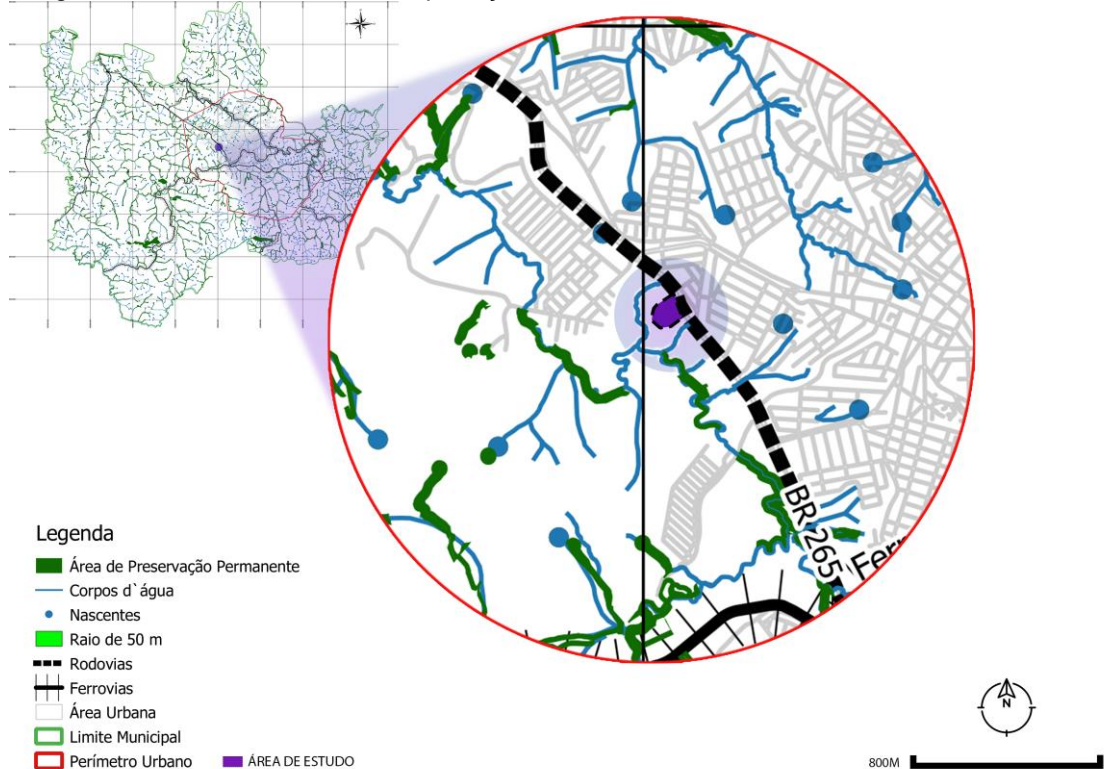 BR-265
Legenda
Área de Preservação Permanente
Corpos d`água
Nascentes
Raio de 50 m
Rodovias
Ferrovias
Área Urbana
Limite Municipal
Perímetro Urbano
ÁREA DE ESTUDO
N
800M